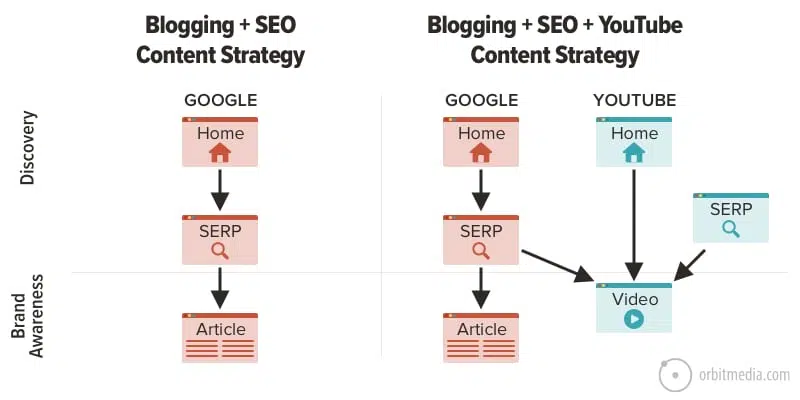 Blogging + SEO
Content Strategy
Blogging + SEO + YouTube
Content Strategy
GOOGLE
GOOGLE
YOUTUBE
Discovery
Home
Home
Home
SERP
SERP
SERP
Brand
Awareness
Article
Article
Video
orbitmedia.com